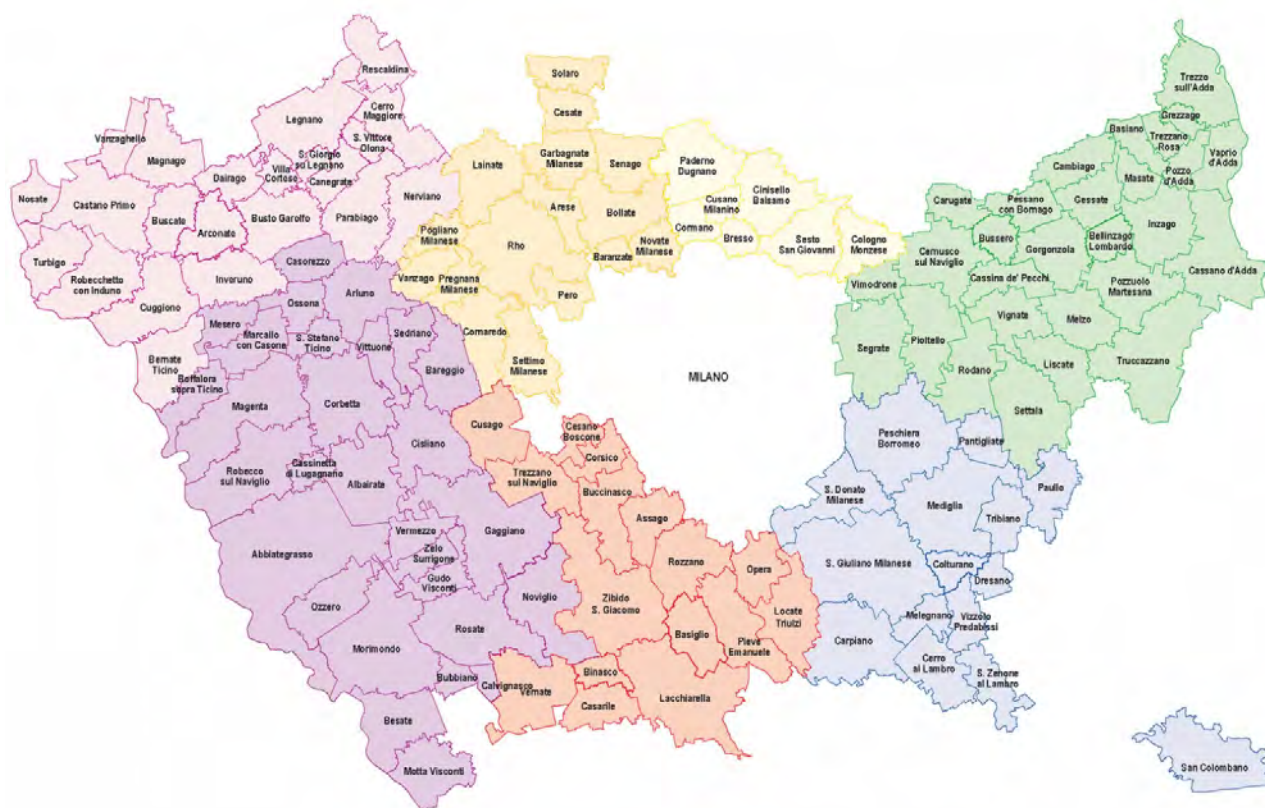 Rescaldina
Legnano
Cerro
Maggiore
S. Vittore
Olona
Vanzaghello
Magnago
Dairago
Villa
Cortese
S. Giorgio
su Legnano
Canegrate
Nerviano
Nosate
Castano Primo
Buscate
Arconate
Busto Garolfo
Parabiago
Turbigo
Robecchetto
con Induno
Inveruno
Cuggiono
Bernate
Ticino
Solaro
Cesate
Garbagnate
Milanese
Senago
Lainate
Arese
Bollate
Pogliano
Milanese
Rho
Baranzate
Novate
Milanese
Vanzago
Pregnana
Milanese
Pero
Cornaredo
Settimo
Milanese
Paderno
Dugnano
Cinisello
Balsamo
Cusano
Milanino
Cormano
Bresso
Sesto
San Giovanni
Cologno
Monzese
Trezzo
sull'Adda
Grezzago
Basiano
Trezzano
Rosa
Vaprio
d'Adda
Cambiago
Masate
Pozzo
d'Adda
Carugate
Pessano
con Bornago
Gessate
Inzago
Bussero
Bellinzago
Lombardo
Cernusco
sul Naviglio
Gorgonzola
Cassano d'Adda
Vimodrone
Cassina de' Pecchi
Pozzuolo
Martesana
Vignate
Melzo
Segrate
Pioltello
Rodano
Liscate
Truccazzano
Settala
Casorezzo
Ossona
Arluno
Mesero
Marcallo
con Casone
S. Stefano
Ticino
Vittuone
Sedriano
Boffalora
sopra Ticino
Bareggio
Magenta
Corbetta
Cisliano
Robecco
sul Naviglio
Cassinetta
di Lugagnano
Albairate
Abbiategrasso
Vermezzo
Zelo
Surrigone
Gaggiano
Gudo
Visconti
Ozzero
Noviglio
Rosate
Morimondo
Bubbiano
Calvignasco
Besate
Motta Visconti
MILANO
Cusago
Cesano
Boscone
Corsico
Trezzano
sul Naviglio
Buccinasco
Assago
Rozzano
Opera
Zibido
S. Giacomo
Locate
Triulzi
Basiglio
Pieve
Emanuele
Binasco
Vernate
Casarile
Lacchiarella
Peschiera
Borromeo
Pantigliate
S. Donato
Milanese
Mediglia
Paullo
Tribiano
S. Giuliano Milanese
Colturano
Dresano
Melegnano
Vizzolo
Predabissi
Carpiano
Cerro
al Lambro
S. Zenone
al Lambro
San Colombano